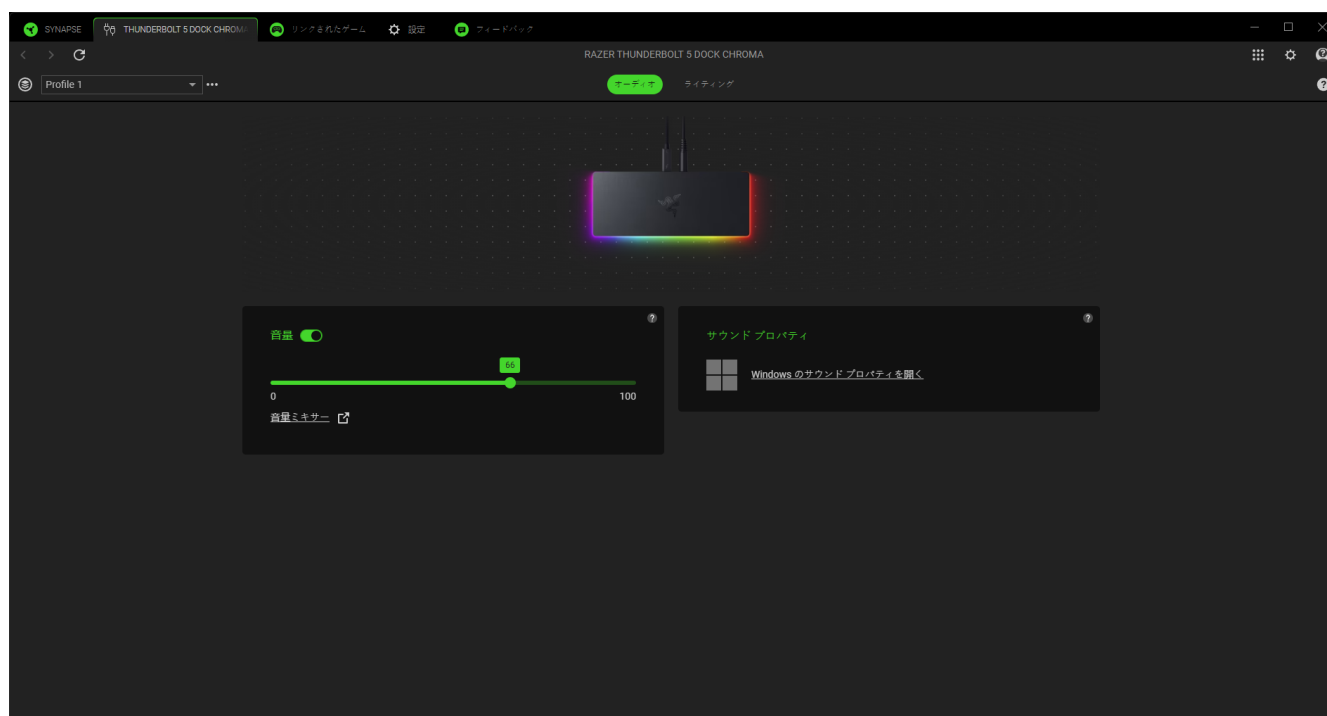 SYNAPSE THUNDERBOLT 5 DOCK CHROMA リンクされたゲーム 設定 フィードバック
RAZER THUNDERBOLT 5 DOCK CHROMA
Profile 1 オーディオ ライティング
音量
66
0 100
音量ミキサー
サウンド プロパティ
Windows のサウンド プロパティを開く